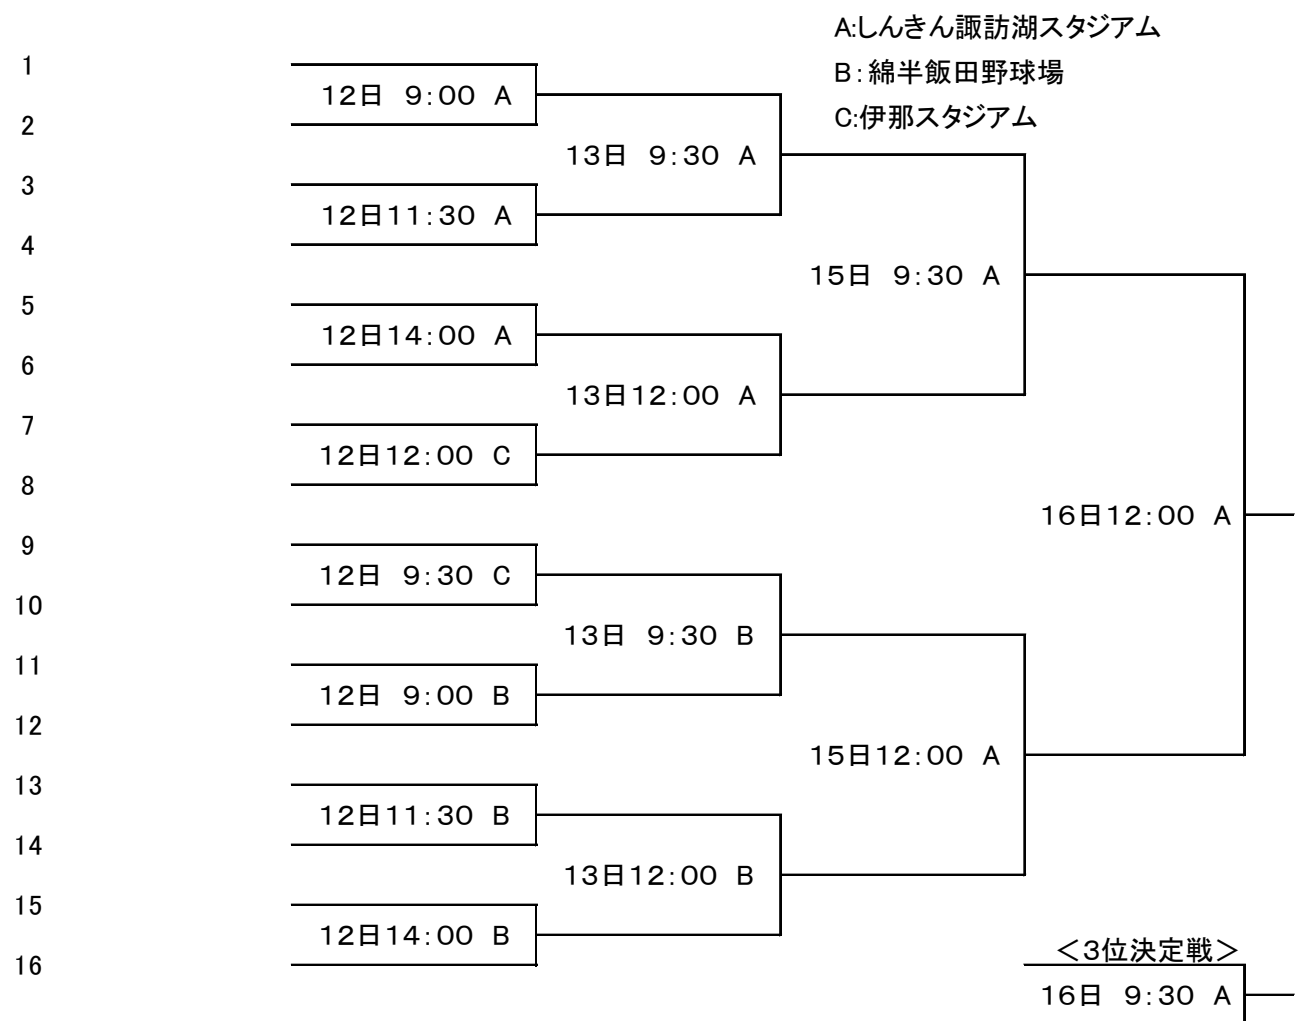 A:しんきん諏訪湖スタジアム
1
B：綿半飯田野球場
12日　9：00　A
C:伊那スタジアム
2
13日　9：30　A
3
12日11：30　A
4
15日　9：30　A
5
12日14：00　A
6
13日12：00　A
7
12日12：00　C
8
16日12：00　A
9
12日　9：30　C
10
13日　9：30　B
11
12日　9：00　B
12
15日12：00　A
13
12日11：30　B
14
13日12：00　B
15
12日14：00　B
＜3位決定戦＞
16
16日　9：30　A